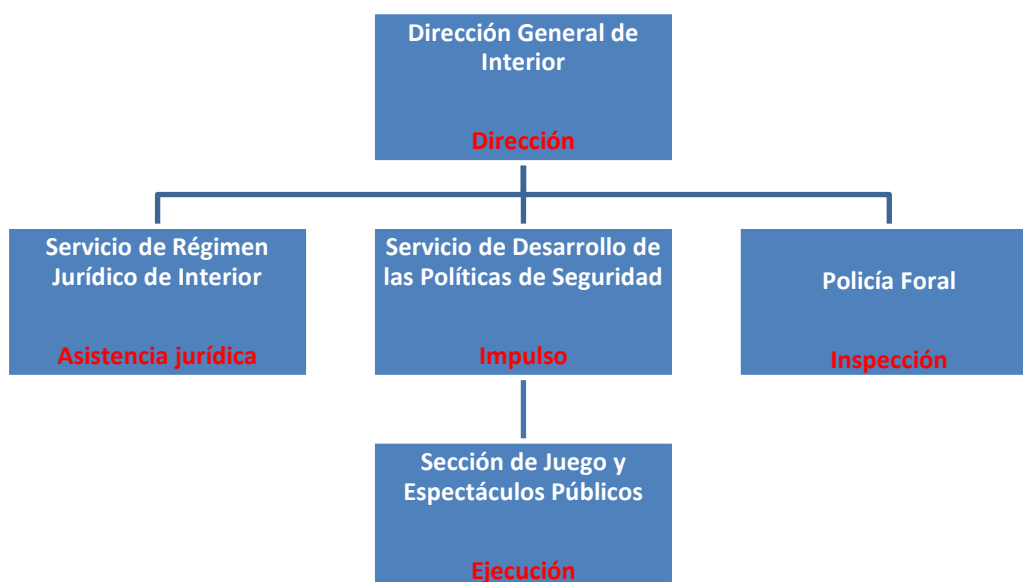 Dirección General de
Interior
Dirección
Servicio de Régimen
Jurídico de Interior
Asistencia jurídica
Servicio de Desarrollo de
las Políticas de Seguridad
Impulso
Policía Foral
Inspección
Sección de Juego y
Espectáculos Públicos
Ejecución